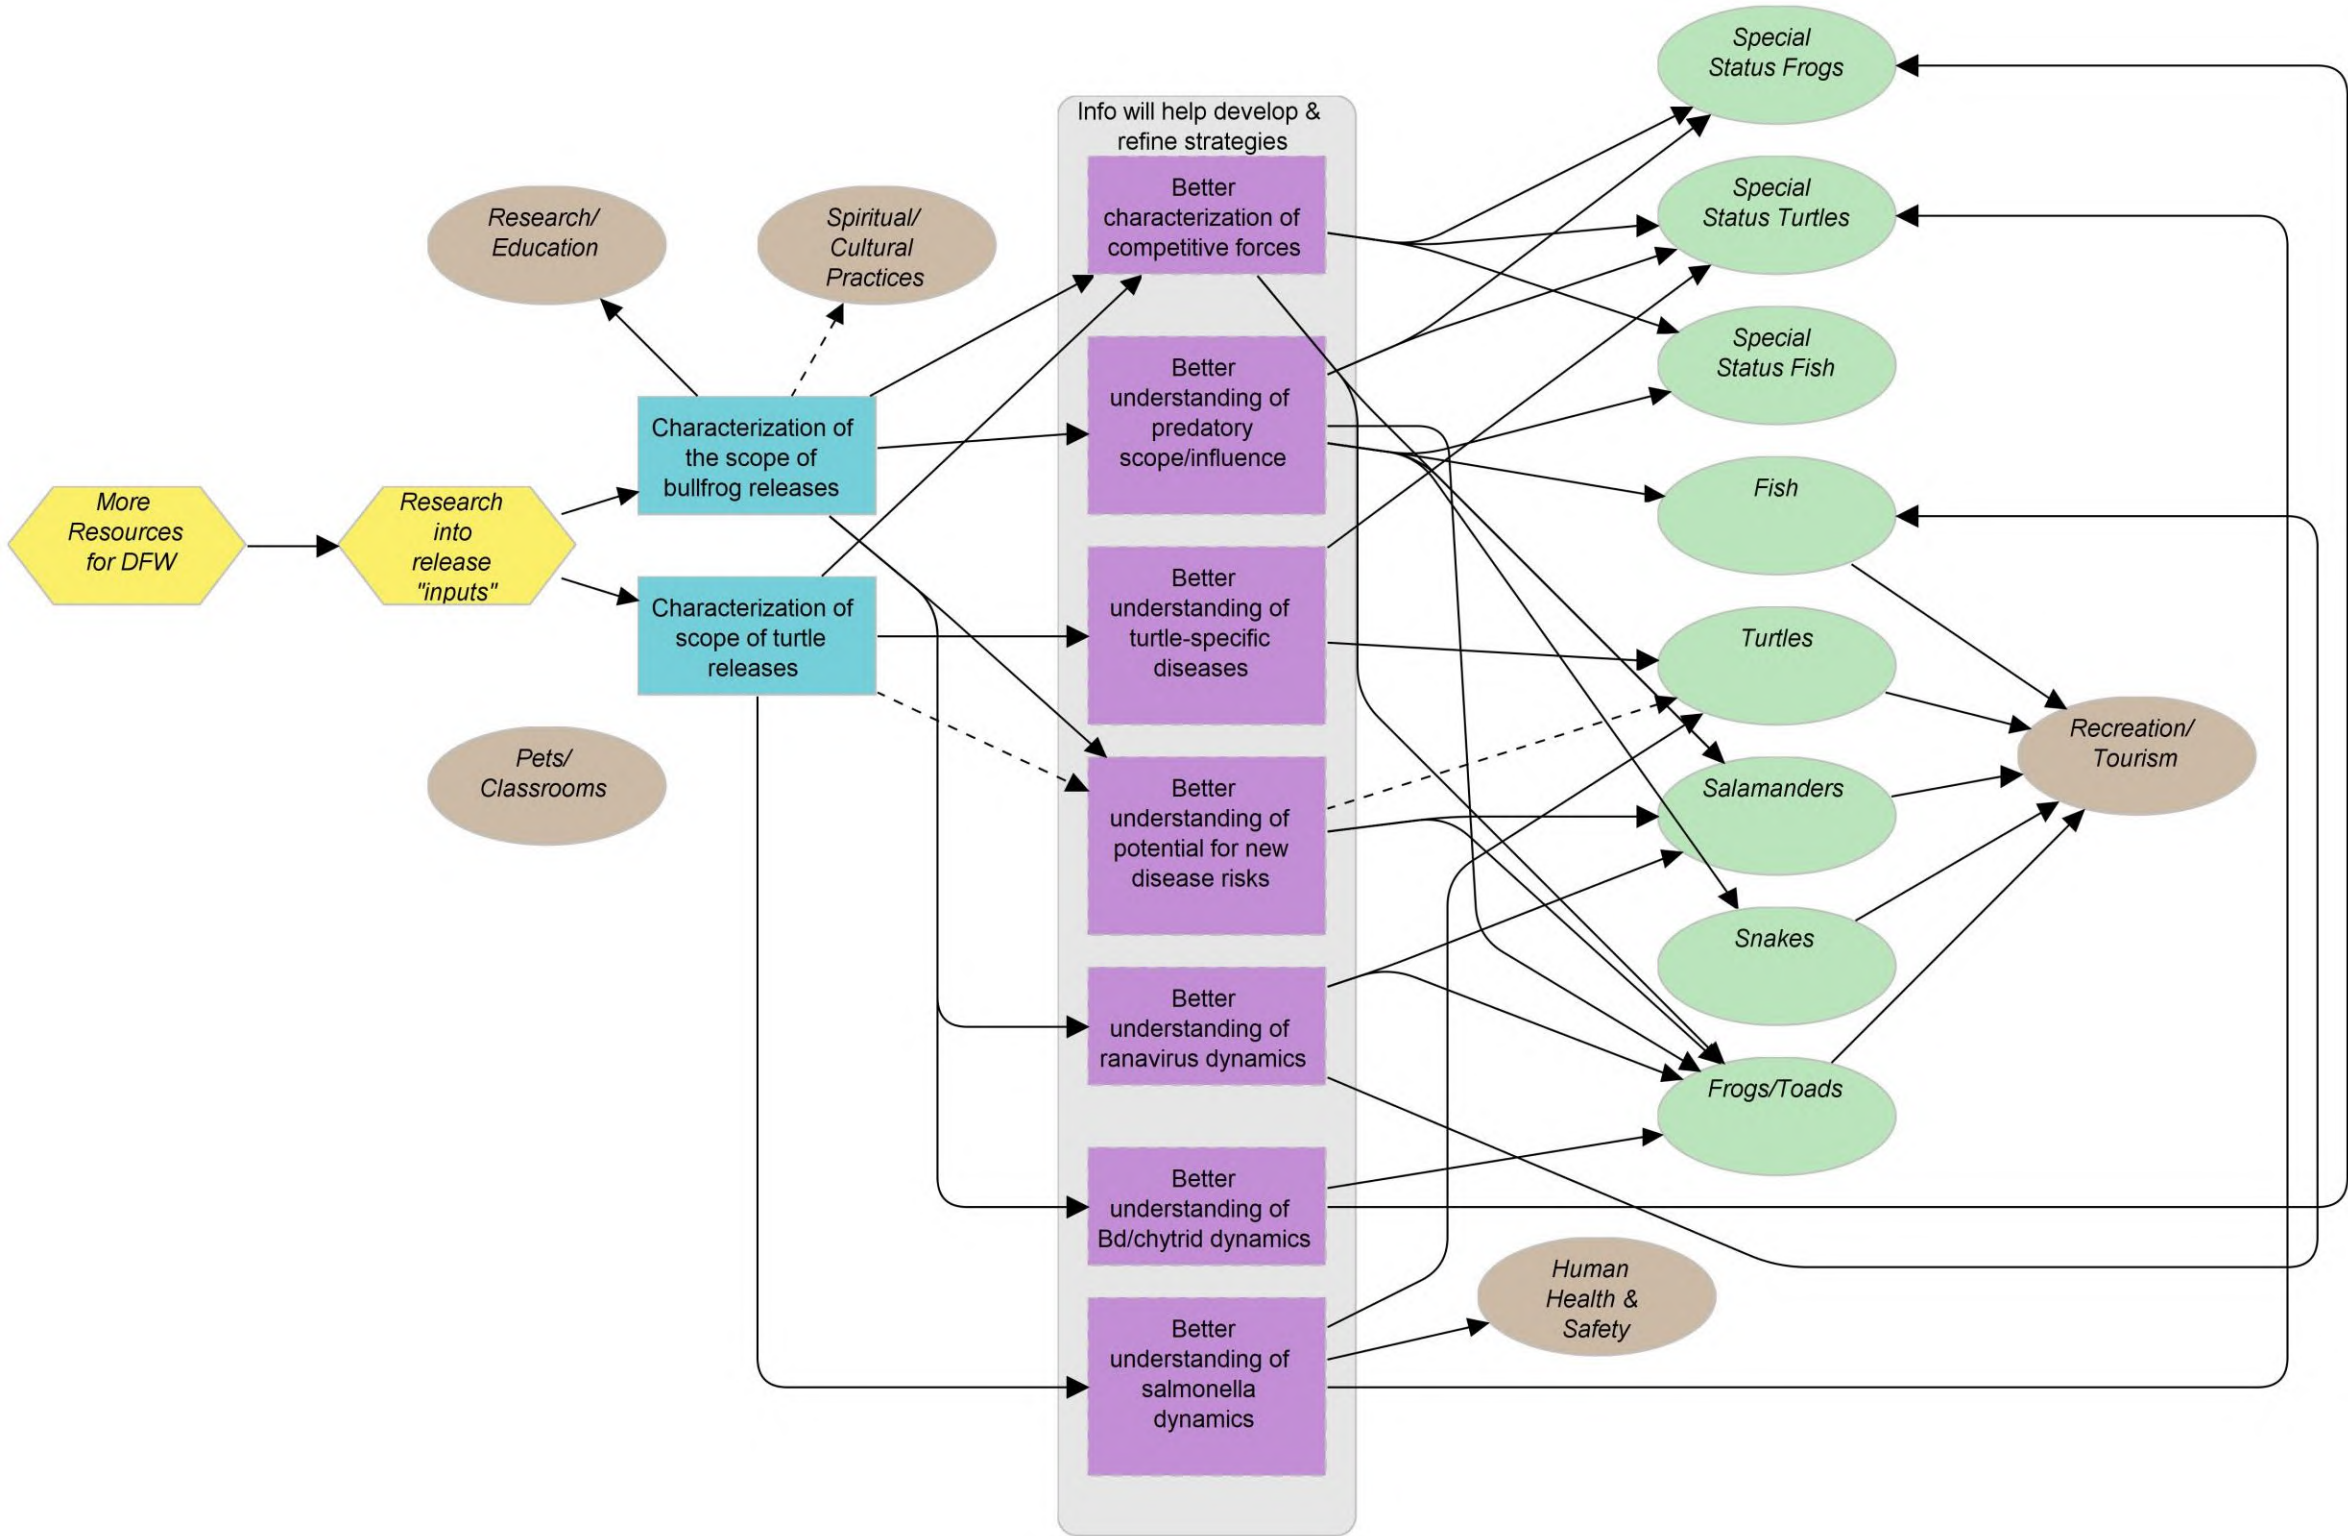 More
Resources
for DFW
Research
into
release
"inputs"
Research/
Education
Spiritual/
Cultural
Practices
Characterization of
the scope of
bullfrog releases
Characterization of
scope of turtle
releases
Pets/
Classrooms
Info will help develop &
refine strategies
Better
characterization of
competitive forces
Better
understanding of
predatory
scope/influence
Better
understanding of
turtle-specific
diseases
Better
understanding of
potential for new
disease risks
Better
understanding of
ranavirus dynamics
Better
understanding of
Bd/chytrid dynamics
Better
understanding of
salmonella
dynamics
Special
Status Frogs
Special
Status Turtles
Special
Status Fish
Fish
Turtles
Salamanders
Snakes
Frogs/Toads
Human
Health &
Safety
Recreation/
Tourism